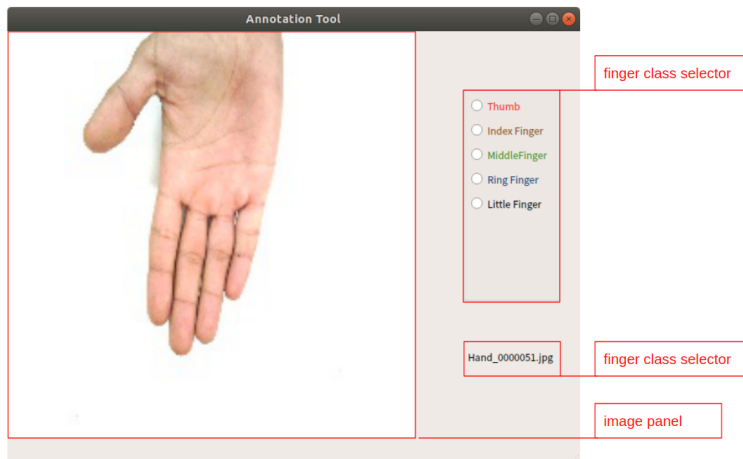 Annotation Tool
finger class selector
Thumb
Index Finger
MiddleFinger
Ring Finger
Little Finger
Hand_0000051.jpg
finger class selector
image panel